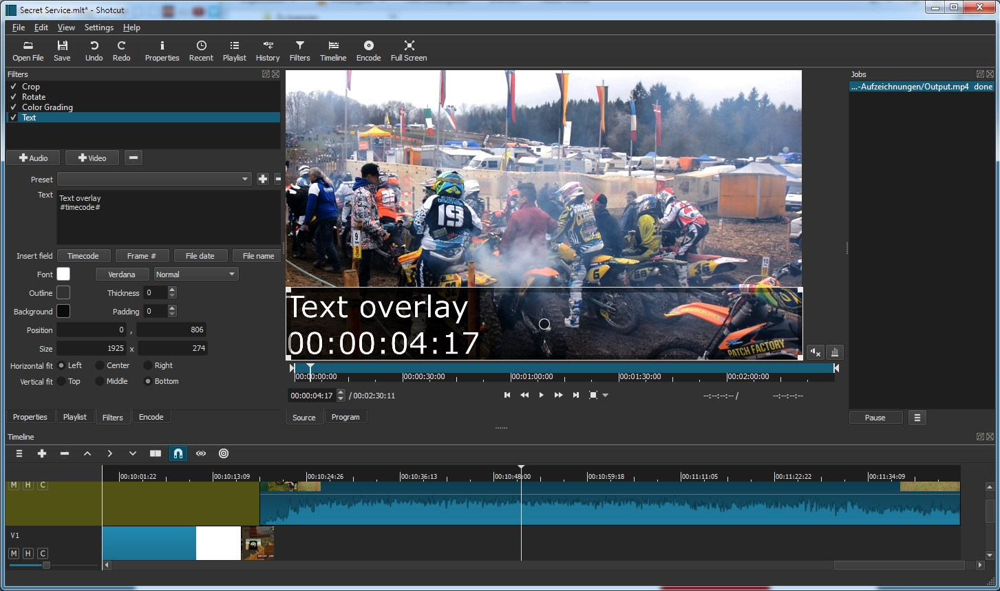 Secret Service.mlt* - Shotcut
File Edit View Settings Help
Open File Save Undo Redo Properties Recent Playlist History Filters Timeline Encode Full Screen
Filters
Crop
Rotate
Color Grading
Text
Audio Video
Preset
Text
Text overlay
#timecode#
Insert field Timecode Frame # File date File name
Font Verdana Normal
Outline Thickness 0
Background Padding 0
Position 0 , 806
Size 1925 x 274
Horizontal fit Left Center Right
Vertical fit Top Middle Bottom
Properties Playlist Filters Encode
19
9
10
69
PATCH FACTORY
Text overlay
00:00:04:17
00:00:00:00 00:00:30:00 00:01:00:00 00:01:30:00 00:02:00:00
00:00:04:17 / 00:02:30:11 --:--:--:-- / --:--:--:--
Source Program
Jobs
...-Aufzeichnungen/Output.mp4 done
Pause
Timeline
00:10:01:22 00:10:13:09 00:10:24:26 00:10:36:13 00:10:48:00 00:10:59:18 00:11:11:05 00:11:22:22 00:11:34:09
M H C
V1
M H C